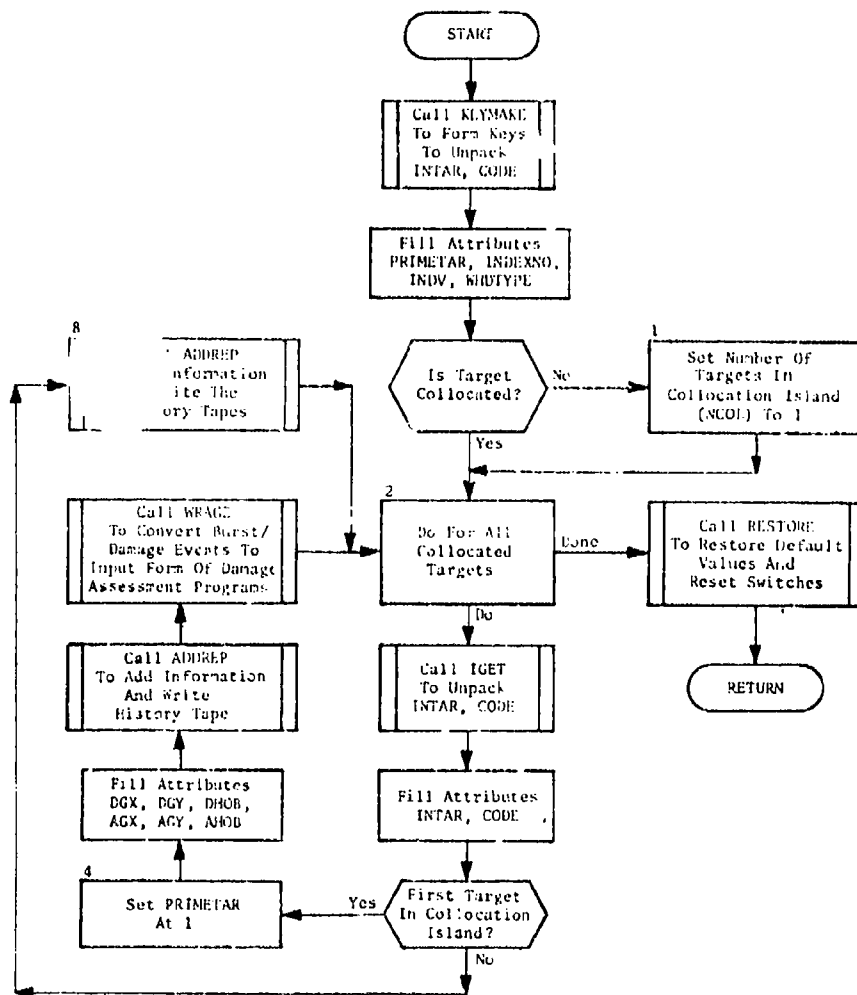 START
Call KEYMAKE
To Form Keys
To Unpack
INTAR, CODE
Fill Attributes
PRIMETAR, INDEXNO,
INDV, WHDTYPE
8
ADDREP
nformation
ite The
ory Tapes
Is Target
Collocated?
No
Yes
1
Set Number Of
Targets In
Collocation Island
(NCOL) To 1
Call WRAGE
To Convert Burst/
Damage Events To
Input Form Of Damage
Assessment Programs
2
Do For All
Collocated
Targets
Done
Do
Call RESTORE
To Restore Default
Values And
Reset Switches
Call ADDREP
To Add Information
And Write
History Tape
Call IGET
To Unpack
INTAR, CODE
RETURN
Fill Attributes
DGX, DGY, DHOB,
AGX, AGY, AHOB
Fill Attributes
INTAR, CODE
4
Set PRIMETAR
At 1
Yes
First Target
In Collocation
Island?
No